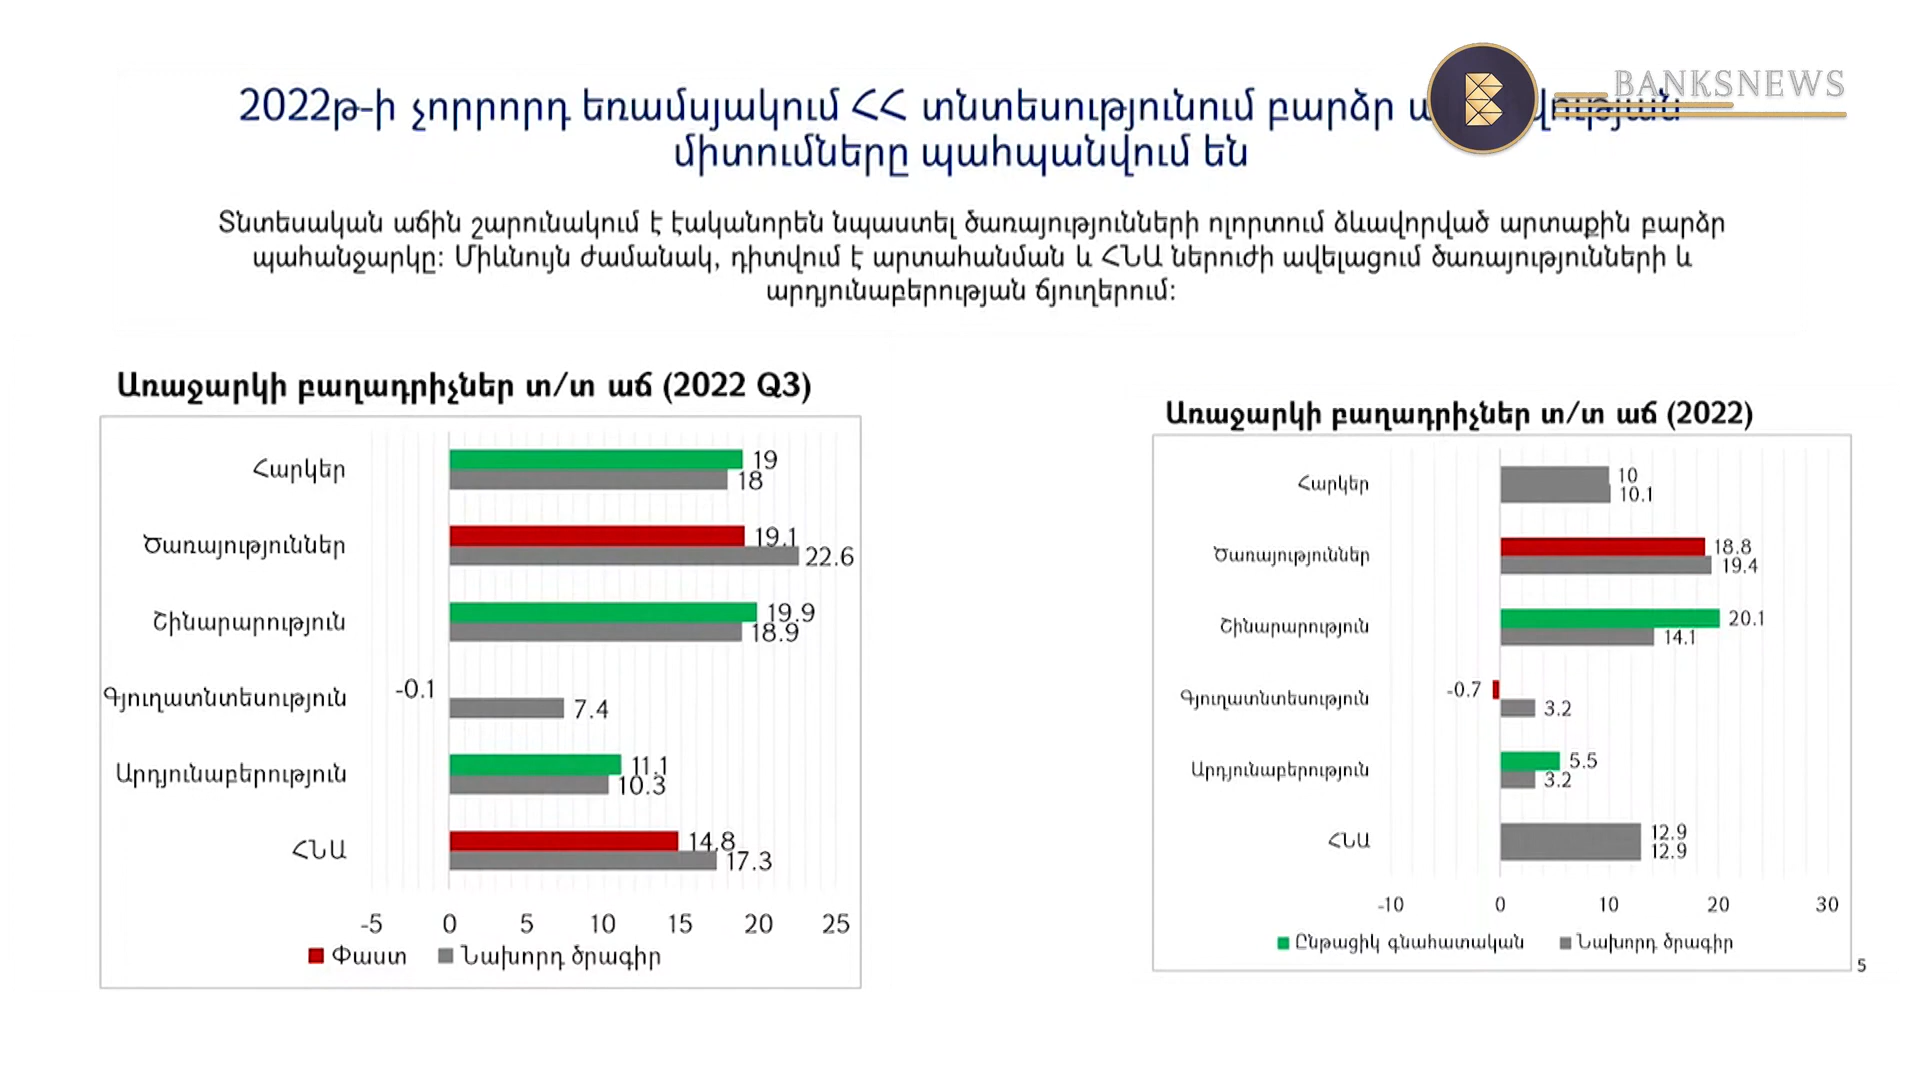 BANKSNEWS
2022թ-ի չորրորդ եռամսյակում ՀՀ տնտեսությունում բարձր
միտումները պահպանվում են
Տնտեսական աճին շարունակում է էականորեն նպաստել ծառայությունների ոլորտում ձևավորված արտաքին բարձր
պահանջարկը: Միևնույն ժամանակ, դիտվում է արտահանման և ՀՆԱ ներուժի ավելացում ծառայությունների և
արդյունաբերության ճյուղերում:
Առաջարկի բաղադրիչներ տ/տ աճ (2022 Q3)
Հարկեր
19
18
Ծառայություններ
19.1
22.6
Շինարարություն
19.9
18.9
Գյուղատնտեսություն
-0.1
7.4
Արդյունաբերություն
11.1
10.3
ՀՆԱ
14.8
17.3
-5 0 5 10 15 20 25
Փաստ Նախորդ ծրագիր
Առաջարկի բաղադրիչներ տ/տ աճ (2022)
Հարկեր
10
10.1
Ծառայություններ
18.8
19.4
Շինարարություն
20.1
14.1
Գյուղատնտեսություն
-0.7
3.2
Արդյունաբերություն
5.5
3.2
ՀՆԱ
12.9
12.9
-10 0 10 20 30
Ընթացիկ գնահատական Նախորդ ծրագիր
5